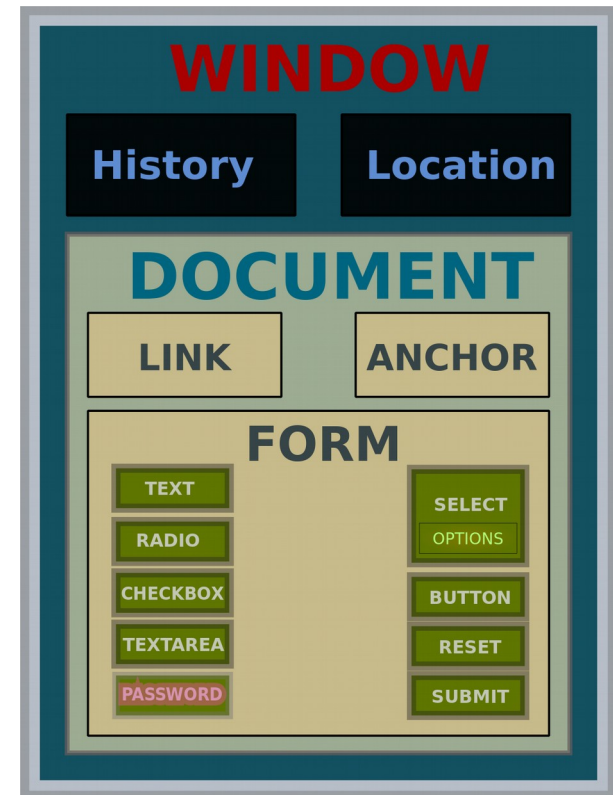 WINDOW
History
Location
DOCUMENT
LINK
ANCHOR
FORM
TEXT
RADIO
CHECKBOX
TEXTAREA
PASSWORD
SELECT
OPTIONS
BUTTON
RESET
SUBMIT